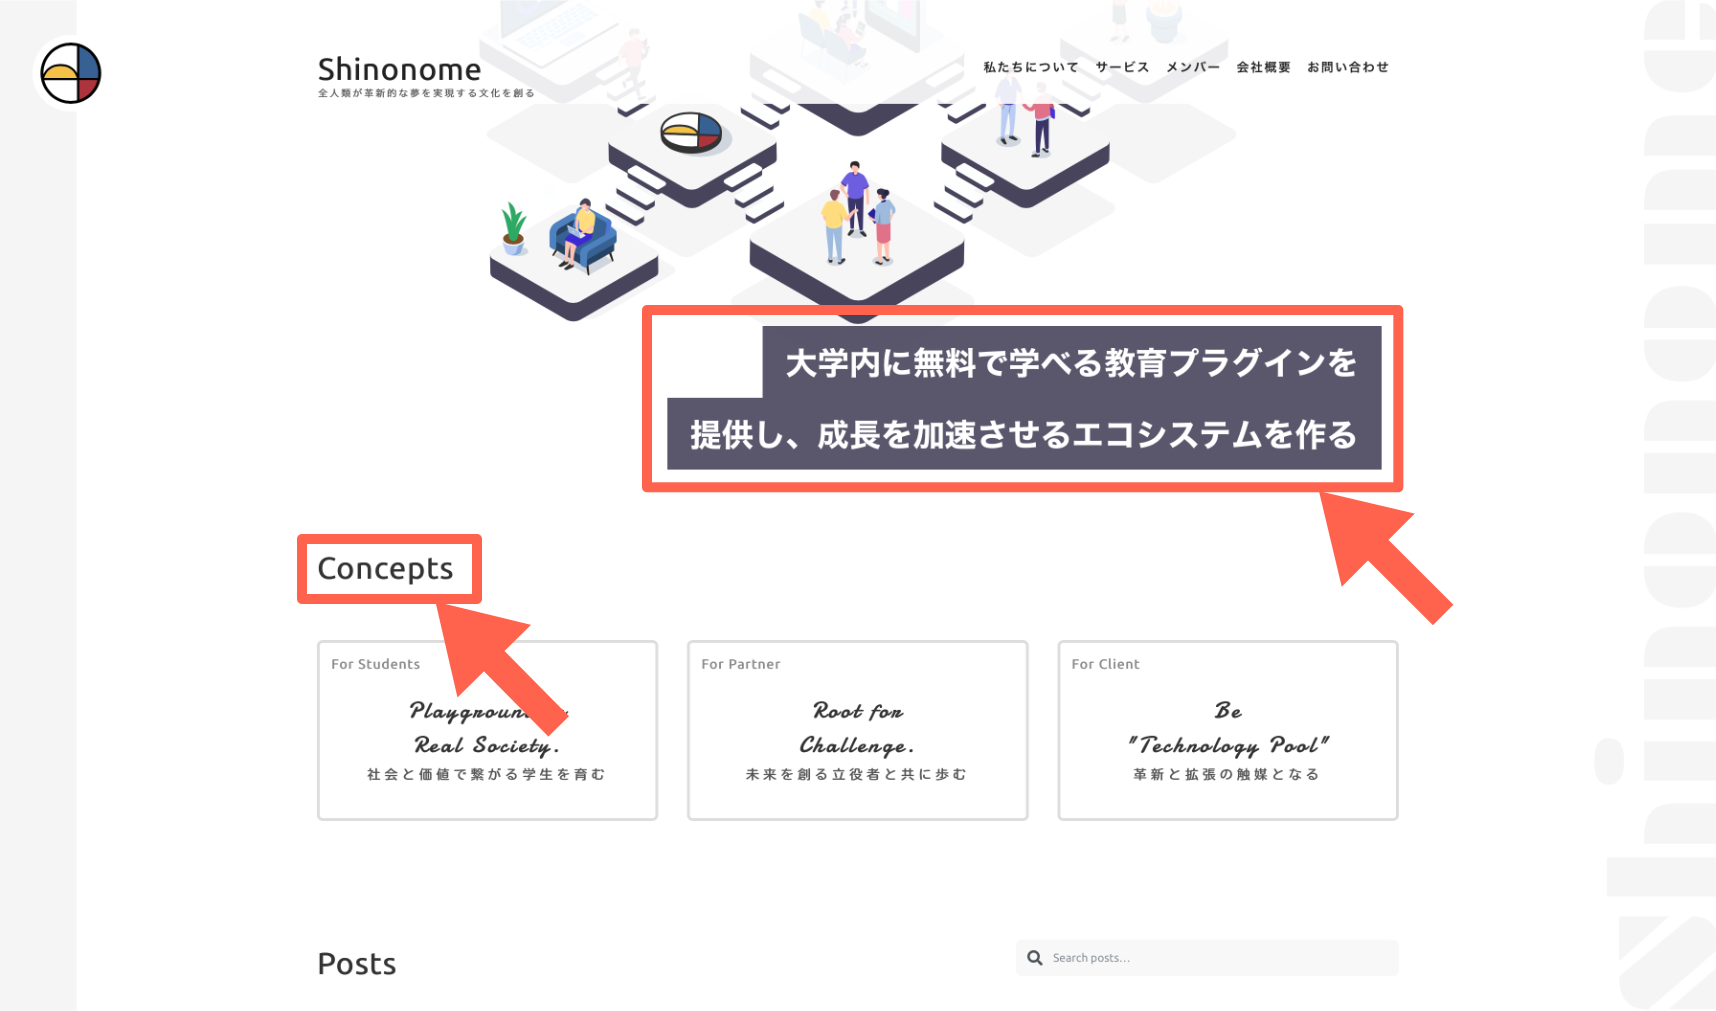 Shinonome
全人類が革新的な夢を実現する文化を創る
私たちについて サービス メンバー 会社概要 お問い合わせ
大学内に無料で学べる教育プラグインを
提供し、成長を加速させるエコシステムを作る
Concepts
For Students
Real Society.
社会と価値で繋がる学生を育む
For Partner
Root for
Challenge.
未来を創る立役者と共に歩む
For Client
Be
"Technology Pool"
革新と拡張の触媒となる
Posts
Search posts...
Shinonome